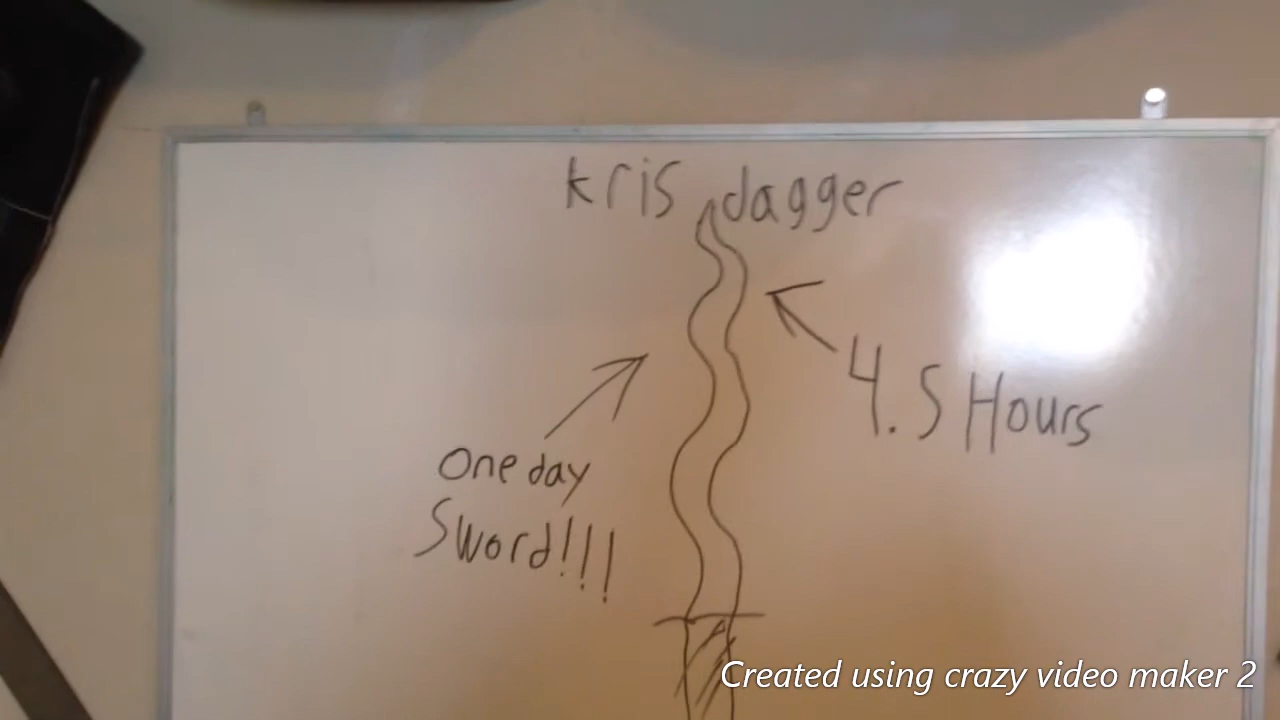 kris dagger
4.5 Hours
One day
Sword!!!
Created using crazy video maker 2